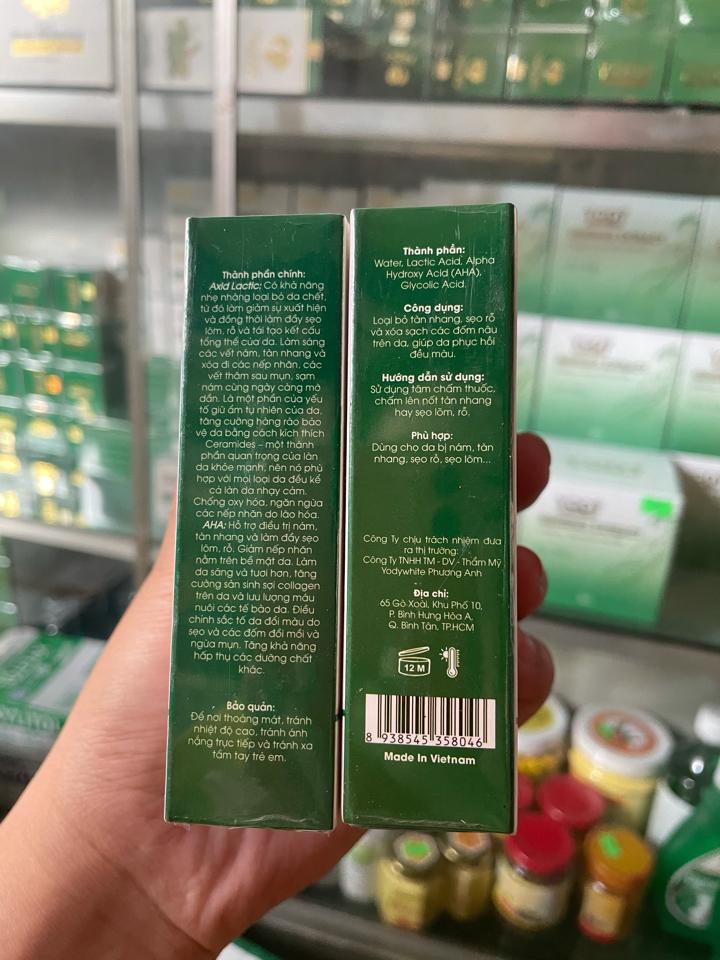 Thành phần chính:
Axid Lactic: Có khả năng
nhẹ nhàng loại bỏ da chết,
từ đó làm giảm sự xuất hiện
và đồng thời làm đầy sẹo
lõm, rỗ và tái tạo kết cấu
tổng thể của da. Làm sáng
các vết nám, tàn nhang và
xóa đi các nếp nhăn, các
vết thâm sau mụn, sạm
nám cũng ngày càng mờ
dần. Là một phần của yếu
tố giữ ẩm tự nhiên của da,
tăng cường hàng rào bảo
vệ da bằng cách kích thích
Ceramides - một thành
phần quan trọng của làn
da khỏe mạnh, nên nó phù
hợp với mọi loại da đều kể
cả làn da nhạy cảm.
Chống oxy hóa, ngăn ngừa
các nếp nhăn do lão hóa.
AHA: Hỗ trợ điều trị nám,
tàn nhang và làm đầy sẹo
lõm, rỗ. Giảm nếp nhăn
nằm trên bề mặt da. Làm
da sáng và tươi hơn, tăng
cường sản sinh sợi collagen
trên da và lưu lượng máu
nuôi các tế bào da. Điều
chỉnh sắc tố da đổi màu do
sẹo và các đốm đồi mồi và
ngừa mụn. Tăng khả năng
hấp thụ các dưỡng chất
khác.
Bảo quản:
Để nơi thoáng mát, tránh
nhiệt độ cao, tránh ánh
nắng trực tiếp và tránh xa
tầm tay trẻ em.
Thành phần:
Water, Lactic Acid, Alpha
Hydroxy Acid (AHA),
Glycolic Acid.
Công dụng:
Loại bỏ tàn nhang, sẹo rỗ
và xóa sạch các đốm nâu
trên da, giúp da phục hồi
đều màu.
Hướng dẫn sử dụng:
Sử dụng tăm chấm thuốc,
chấm lên nốt tàn nhang
hay sẹo lõm, rỗ.
Phù hợp:
Dùng cho da bị nám, tàn
nhang, sẹo rỗ, sẹo lõm...
Công Ty chịu trách nhiệm đưa
ra thị trường:
Công Ty TNHH TM - DV - Thẩm Mỹ
Yodywhite Phương Anh
Địa chỉ:
65 Gò Xoài, Khu Phố 10,
P. Bình Hưng Hòa A,
Q. Bình Tân, TP.HCM
12 M
8 938545 358046
Made In Vietnam